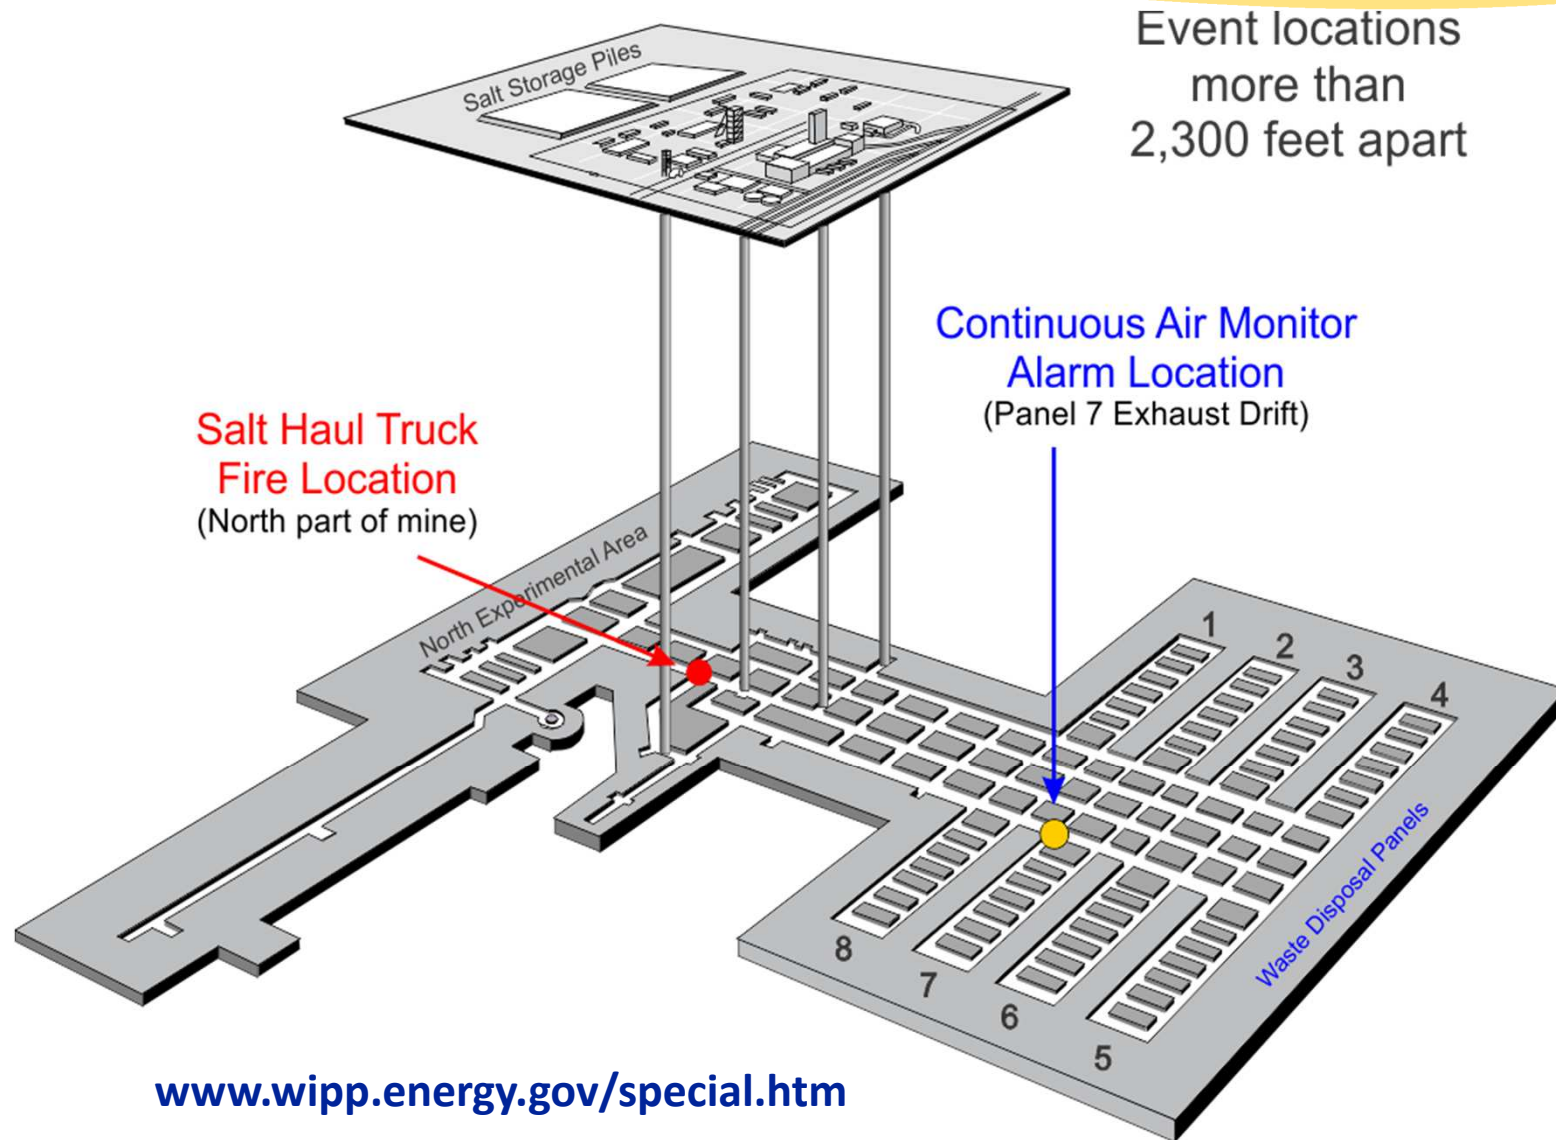 Event locations
more than
2,300 feet apart
Salt Storage Piles
Continuous Air Monitor
Alarm Location
(Panel 7 Exhaust Drift)
Salt Haul Truck
Fire Location
(North part of mine)
North Experimental Area
1
2
3
4
8
7
6
5
Waste Disposal Panels
www.wipp.energy.gov/special.htm